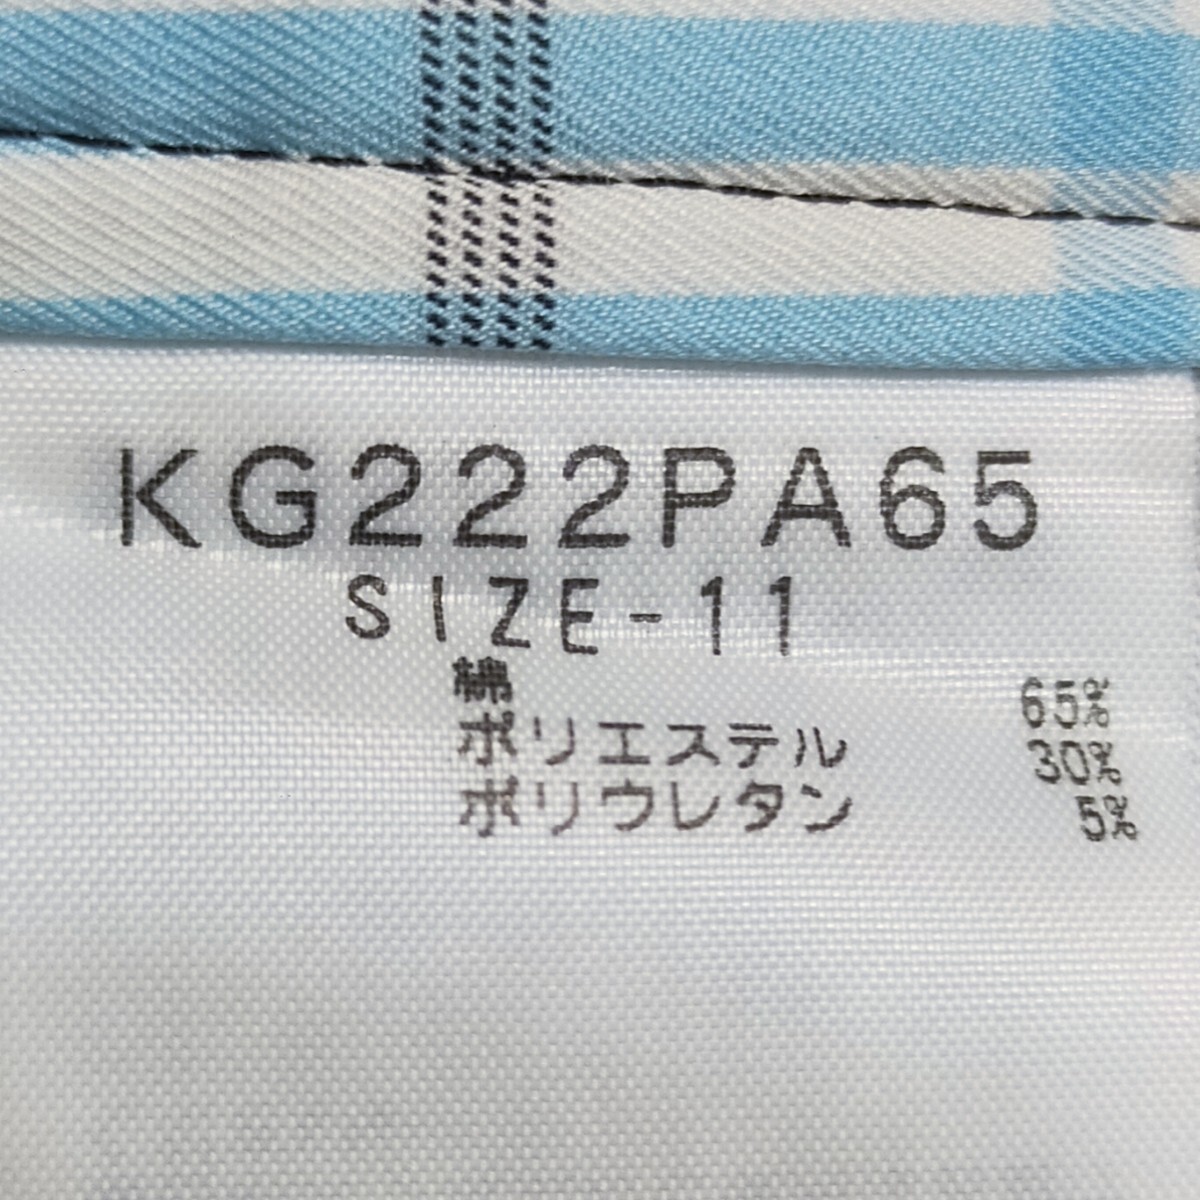 KG222PA65
SIZE-11
綿 65%
ポリエステル 30%
ポリウレタン 5%